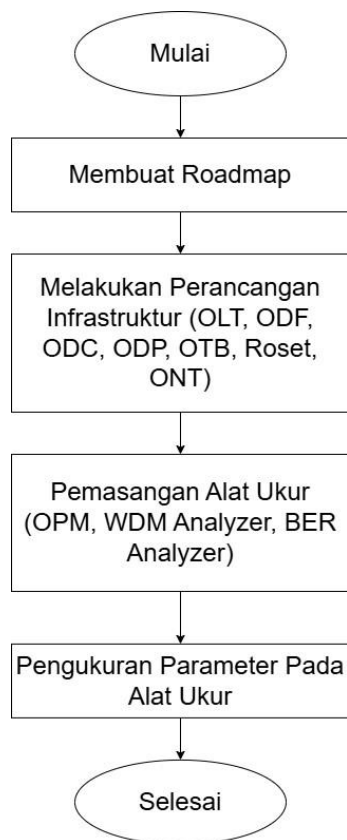 Mulai
Membuat Roadmap
Melakukan Perancangan
Infrastruktur (OLT, ODF,
ODC, ODP, OTB, Roset,
ONT)
Pemasangan Alat Ukur
(OPM, WDM Analyzer, BER
Analyzer)
Pengukuran Parameter Pada
Alat Ukur
Selesai